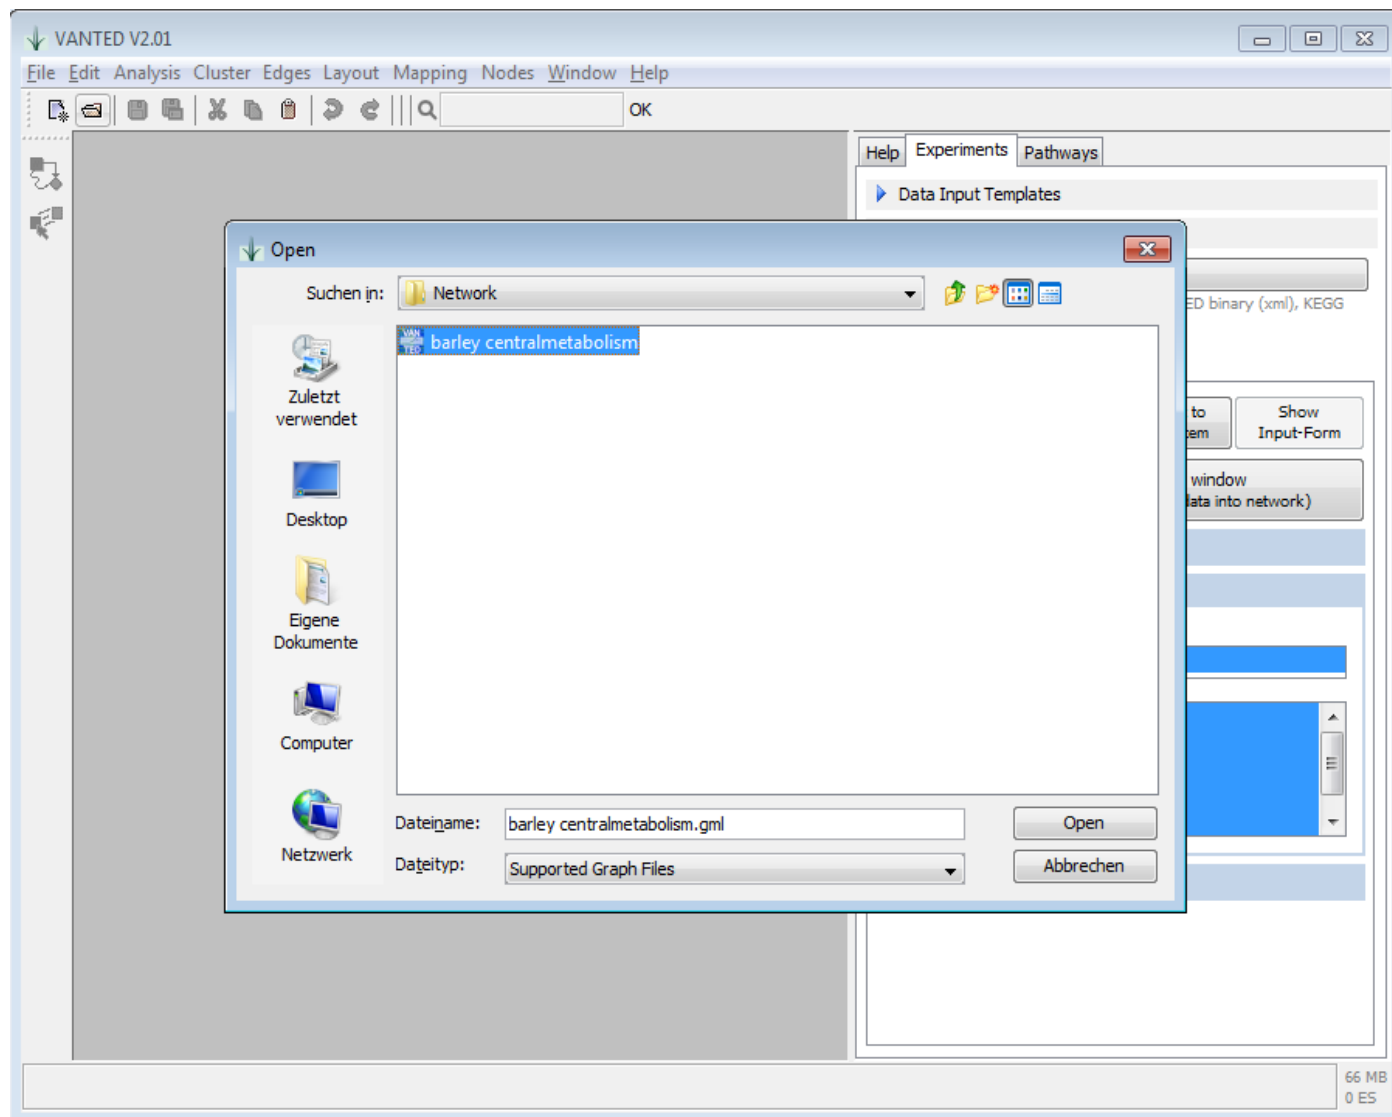 VANTED V2.01
File Edit Analysis Cluster Edges Layout Mapping Nodes Window Help
OK
Help Experiments Pathways
Data Input Templates
Open
Suchen in: Network
ED binary (xml), KEGG
VAN
TED
barley centralmetabolism
Zuletzt
verwendet
to
Show
Input-Form
window
data into network)
Desktop
Eigene
Dokumente
Computer
Netzwerk
Dateiname: barley centralmetabolism.gml Open
Dateityp: Supported Graph Files Abbrechen
66 MB
0 ES